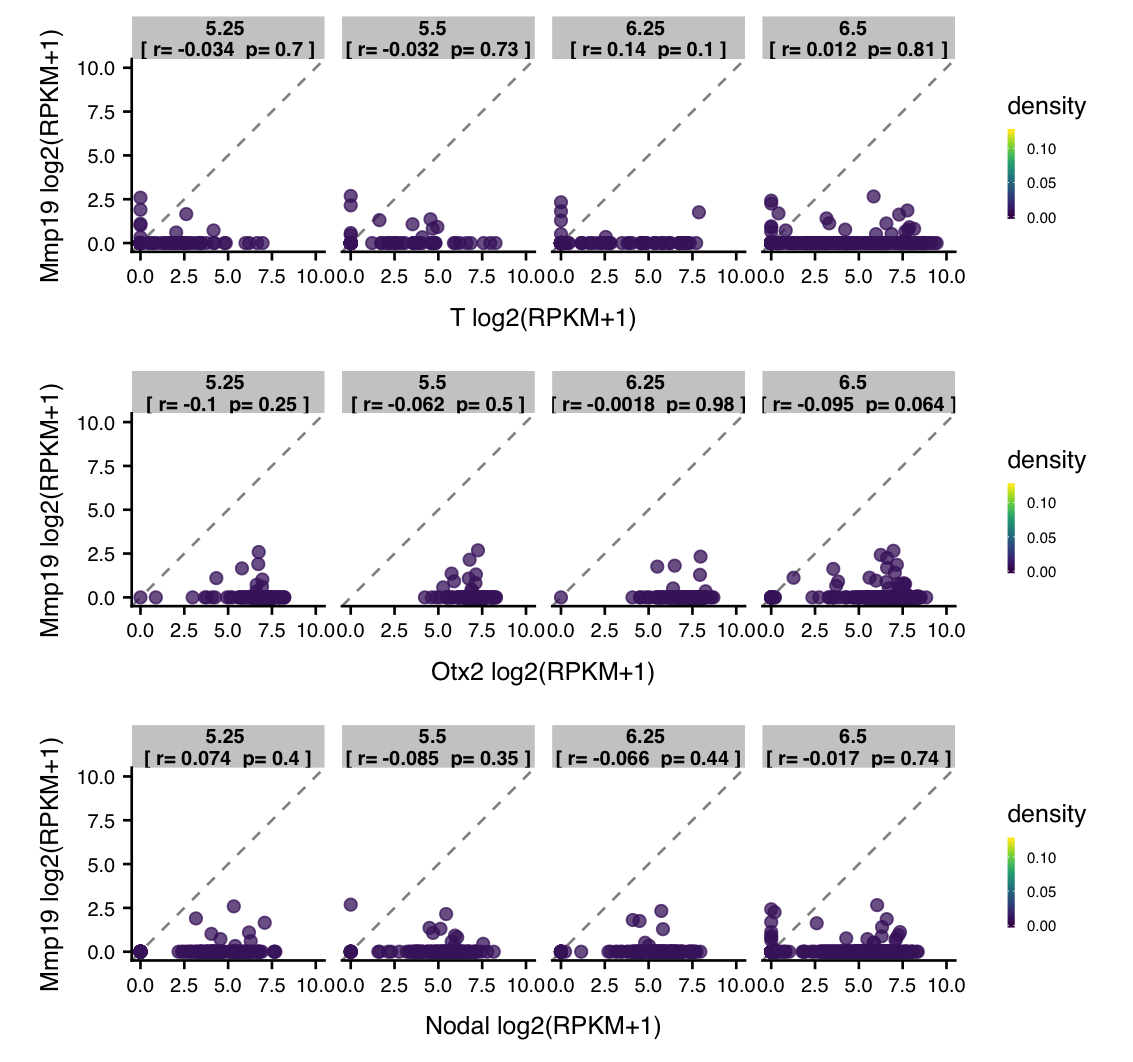 5.25 5.5 6.25 6.5
[ r= -0.034 p= 0.7 ] [ r= -0.032 p= 0.73 ] [ r= 0.14 p= 0.1 ] [ r= 0.012 p= 0.81 ]
Mmp19 log2(RPKM+1)
10.0
7.5
5.0
2.5
0.0
0.0 2.5 5.0 7.5 10.0 0.0 2.5 5.0 7.5 10.0 0.0 2.5 5.0 7.5 10.0 0.0 2.5 5.0 7.5 10.0
T log2(RPKM+1)
density
0.10
0.05
0.00
5.25 5.5 6.25 6.5
[ r= -0.1 p= 0.25 ] [ r= -0.062 p= 0.5 ] [ r= -0.0018 p= 0.98 ] [ r= -0.095 p= 0.064 ]
Mmp19 log2(RPKM+1)
10.0
7.5
5.0
2.5
0.0
0.0 2.5 5.0 7.5 10.0 0.0 2.5 5.0 7.5 10.0 0.0 2.5 5.0 7.5 10.0 0.0 2.5 5.0 7.5 10.0
Otx2 log2(RPKM+1)
density
0.10
0.05
0.00
5.25 5.5 6.25 6.5
[ r= 0.074 p= 0.4 ] [ r= -0.085 p= 0.35 ] [ r= -0.066 p= 0.44 ] [ r= -0.017 p= 0.74 ]
Mmp19 log2(RPKM+1)
10.0
7.5
5.0
2.5
0.0
0.0 2.5 5.0 7.5 10.0 0.0 2.5 5.0 7.5 10.0 0.0 2.5 5.0 7.5 10.0 0.0 2.5 5.0 7.5 10.0
Nodal log2(RPKM+1)
density
0.10
0.05
0.00